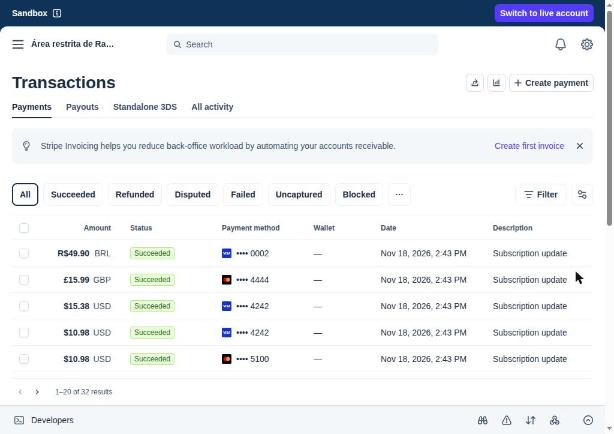 Sandbox
Switch to live account
Área restrita de Ra…
Search
Transactions
Create payment
Payments Payouts Standalone 3DS All activity
Stripe Invoicing helps you reduce back-office workload by automating your accounts receivable. Create first invoice
All Succeeded Refunded Disputed Failed Uncaptured Blocked ... Filter
Amount Status Payment method Wallet Date Description
R$49.90 BRL Succeeded VISA •••• 0002 — Nov 18, 2026, 2:43 PM Subscription update
£15.99 GBP Succeeded •••• 4444 — Nov 18, 2026, 2:43 PM Subscription update
$15.38 USD Succeeded VISA •••• 4242 — Nov 18, 2026, 2:43 PM Subscription update
$10.98 USD Succeeded VISA •••• 4242 — Nov 18, 2026, 2:43 PM Subscription update
$10.98 USD Succeeded •••• 5100 — Nov 18, 2026, 2:43 PM Subscription update
1–20 of 32 results
Developers